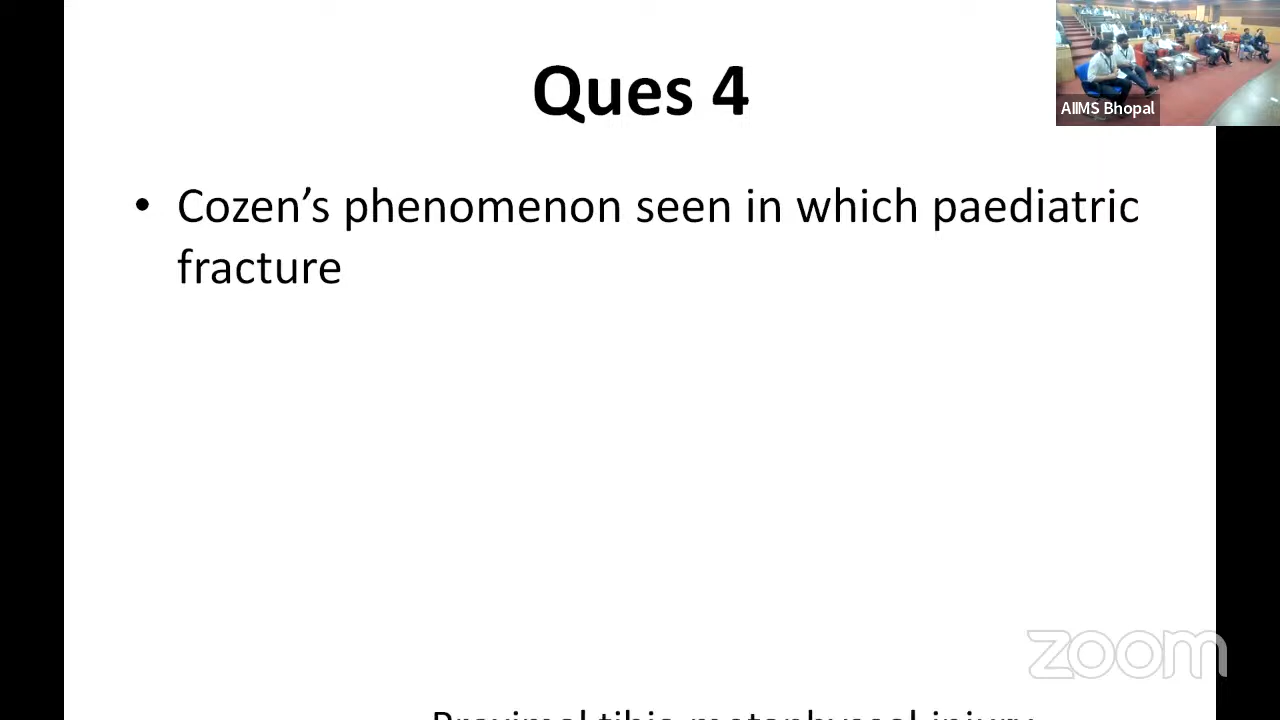 Ques 4
AIIMS Bhopal
• Cozen’s phenomenon seen in which paediatric
fracture
zoom
Proximal tibia metaphyseal injury